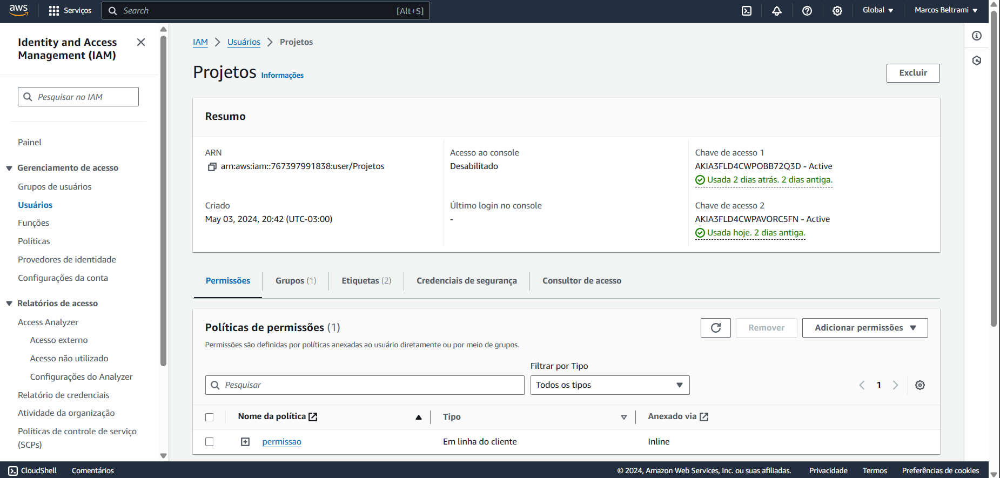 aws
Serviços
Search
[Alt+S]
Global
Marcos Beltrami
Identity and Access
Management (IAM)
Pesquisar no IAM
Painel
Gerenciamento de acesso
Grupos de usuários
Usuários
Funções
Políticas
Provedores de identidade
Configurações da conta
Relatórios de acesso
Access Analyzer
Acesso externo
Acesso não utilizado
Configurações do Analyzer
Relatório de credenciais
Atividade da organização
Políticas de controle de serviço
(SCPs)
IAM > Usuários > Projetos
Projetos Informações
Excluir
Resumo
ARN
arn:aws:iam::767397991838:user/Projetos
Criado
May 03, 2024, 20:42 (UTC-03:00)
Acesso ao console
Desabilitado
Último login no console
-
Chave de acesso 1
AKIA3FLD4CWPOBB72Q3D - Active
Usada 2 dias atrás. 2 dias antiga.
Chave de acesso 2
AKIA3FLD4CWPAVORC5FN - Active
Usada hoje. 2 dias antiga.
Permissões
Grupos (1)
Etiquetas (2)
Credenciais de segurança
Consultor de acesso
Políticas de permissões (1)
Permissões são definidas por políticas anexadas ao usuário diretamente ou por meio de grupos.
Remover
Adicionar permissões
Filtrar por Tipo
Pesquisar
Todos os tipos
1
Nome da política
Tipo
Anexado via
permissao
Em linha do cliente
Inline
CloudShell
Comentários
© 2024, Amazon Web Services, Inc. ou suas afiliadas.
Privacidade
Termos
Preferências de cookies